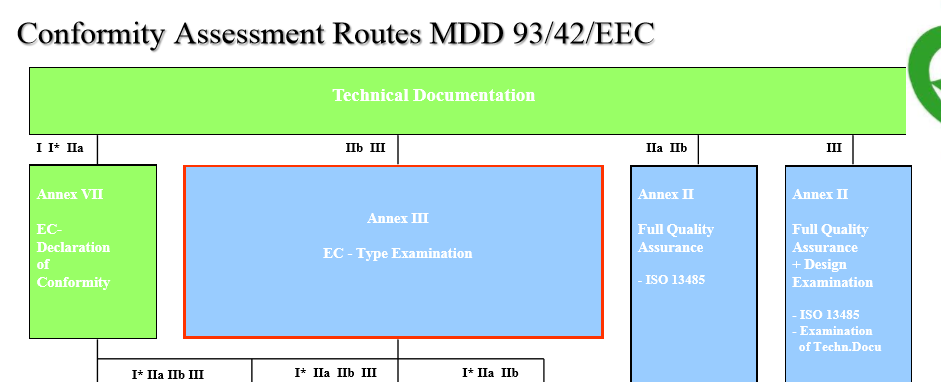 Conformity Assessment Routes MDD 93/42/EEC
Technical Documentation
I I* IIa
IIb III
IIa IIb
III
Annex VII
EC-
Declaration
of
Conformity
Annex III
EC - Type Examination
Annex II
Full Quality
Assurance
- ISO 13485
Annex II
Full Quality
Assurance
+ Design
Examination
- ISO 13485
- Examination
of Techn.Docu
I* IIa IIb III
I* IIa IIb III
I* IIa IIb